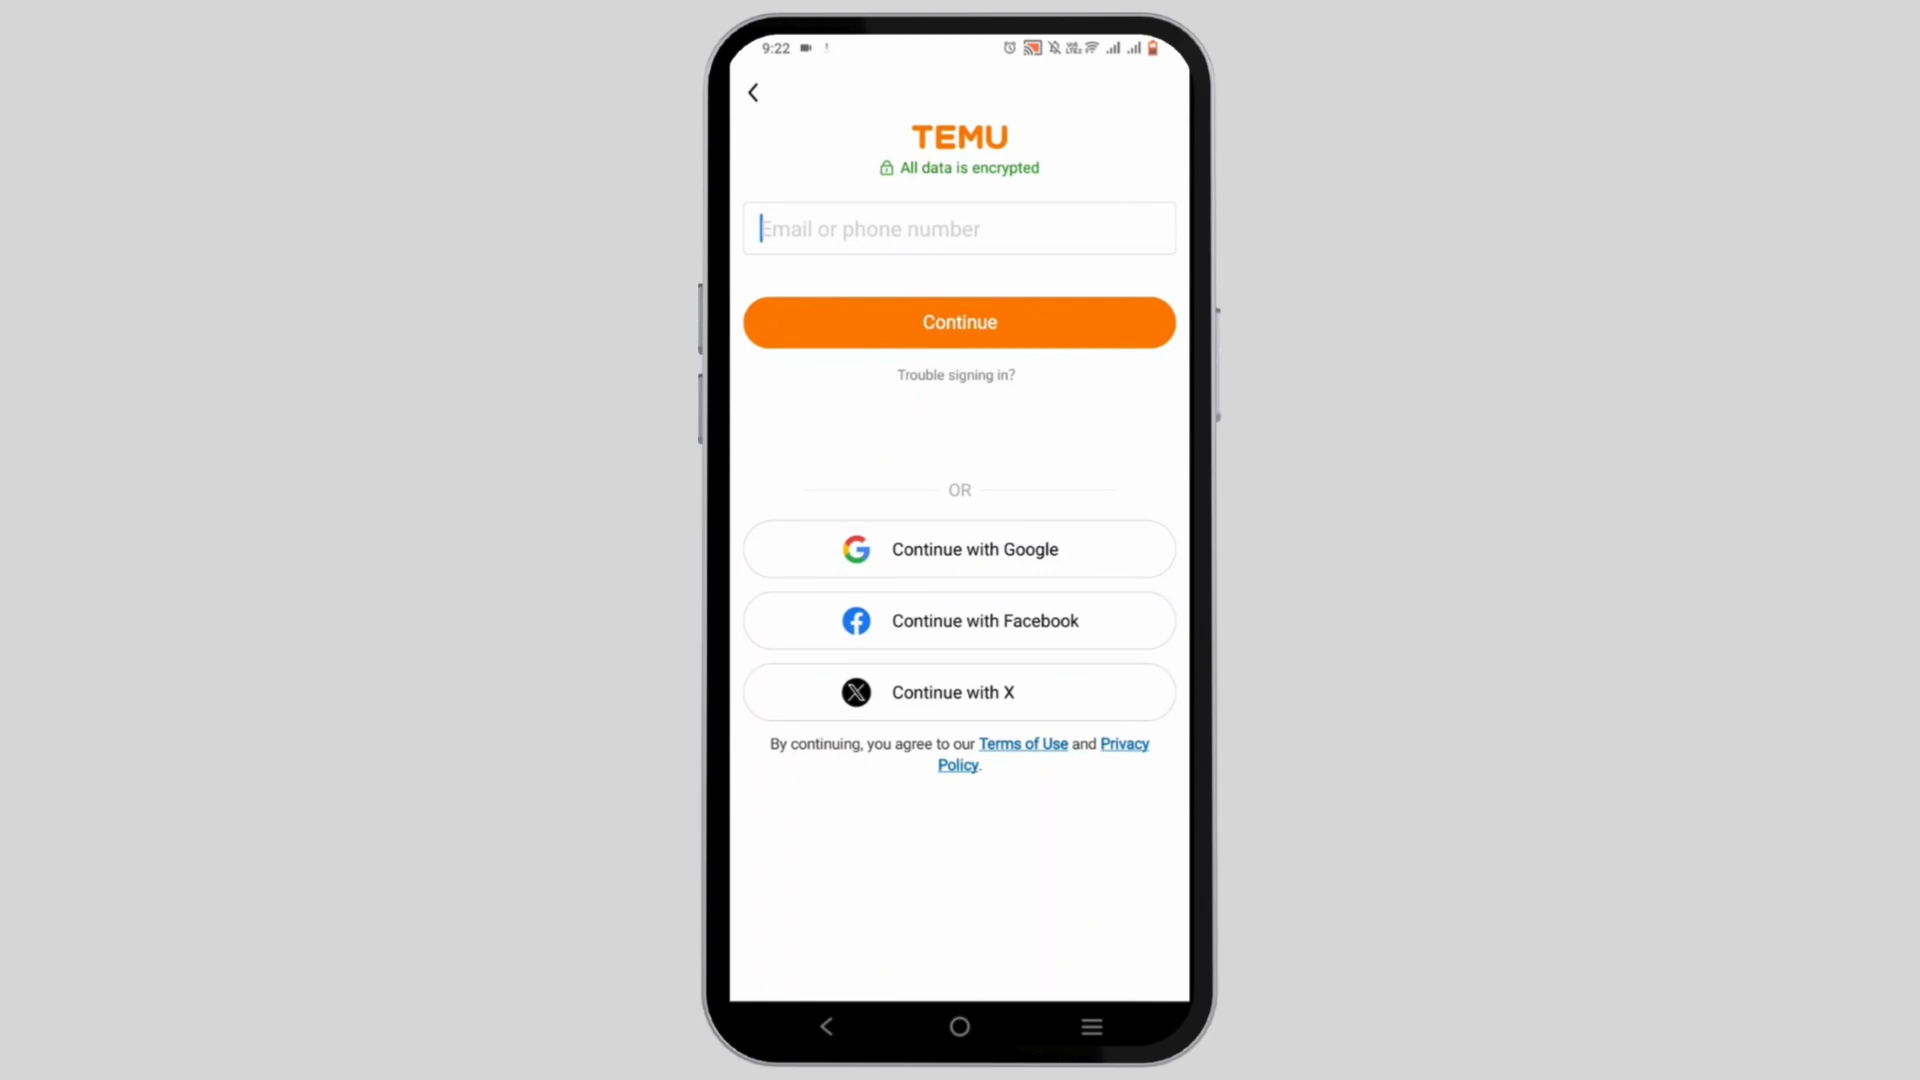 9:22
TEMU
All data is encrypted
Email or phone number
Continue
Trouble signing in?
OR
Continue with Google
Continue with Facebook
Continue with X
By continuing, you agree to our Terms of Use and Privacy
Policy.